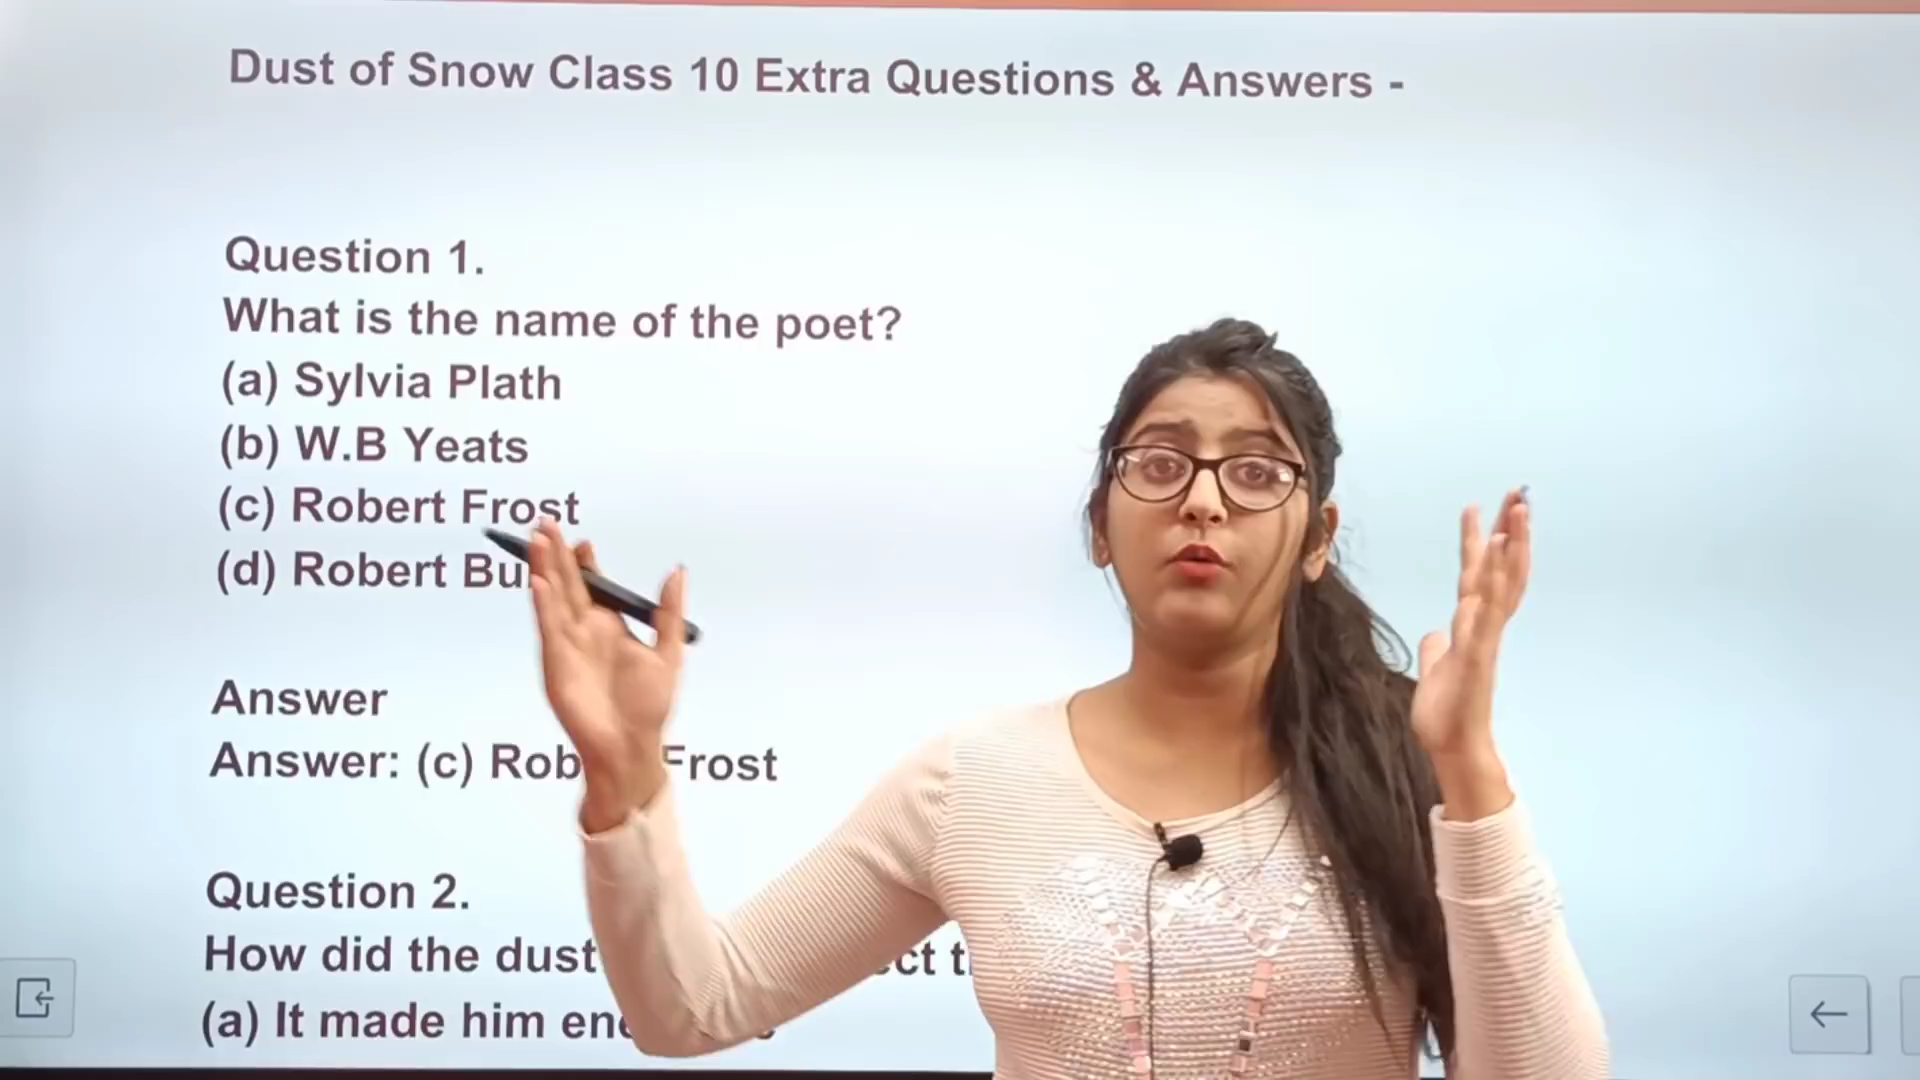 Dust of Snow Class 10 Extra Questions & Answers -
Question 1.
What is the name of the poet?
(a) Sylvia Plath
(b) W.B Yeats
(c) Robert Frost
(d) Robert
Answer
Answer: (c) Frost
Question 2.
How did the dust
(a) It made him